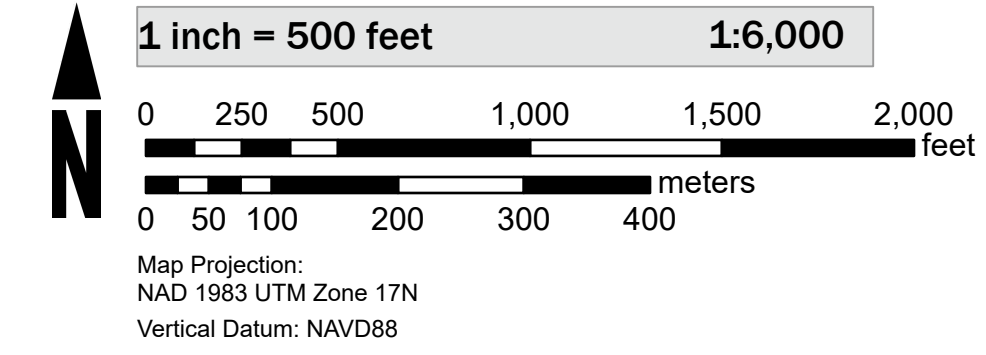 1 inch = 500 feet 1:6,000
0 250 500 1,000 1,500 2,000
feet
meters
0 50 100 200 300 400
N
Map Projection:
NAD 1983 UTM Zone 17N
Vertical Datum: NAVD88